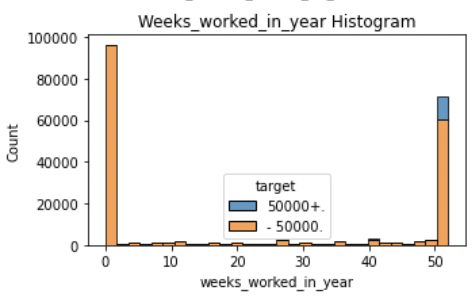 Weeks_worked_in_year Histogram
100000
80000
60000
40000
20000
0
Count
target
50000+.
- 50000.
0 10 20 30 40 50
weeks_worked_in_year